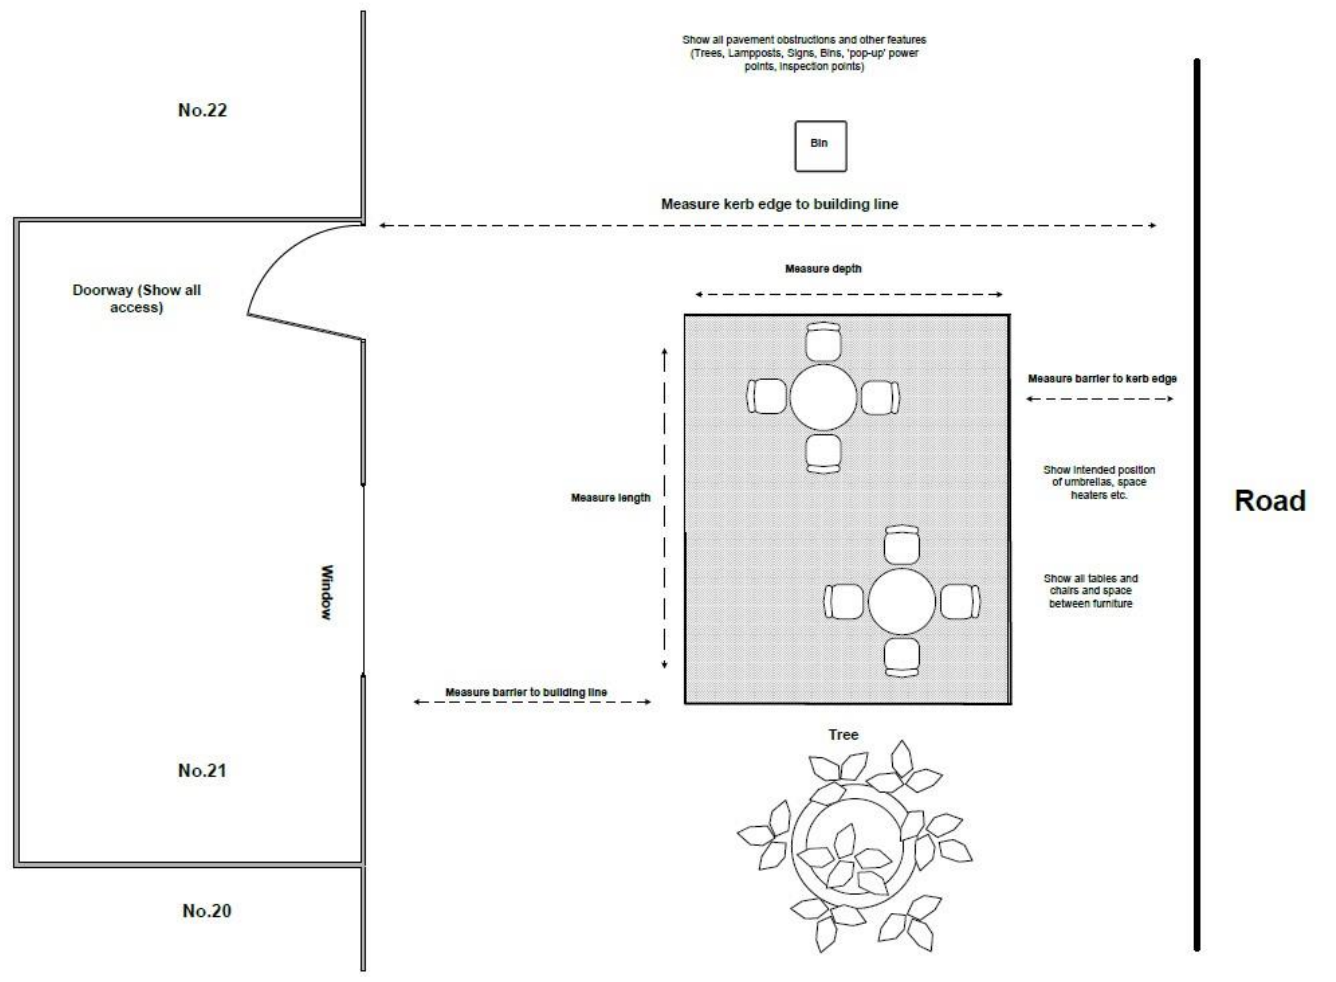 Show all pavement obstructions and other features
(Trees, Lampposts, Signs, Bins, 'pop-up' power
points, inspection points)
No.22
Bin
Measure kerb edge to building line
Measure depth
Doorway (Show all
access)
Measure barrier to kerb edge
Show intended position
of umbrellas, space
heaters etc.
Measure length
Road
Window
Show all tables and
chairs and space
between furniture
Measure barrier to building line
Tree
No.21
No.20